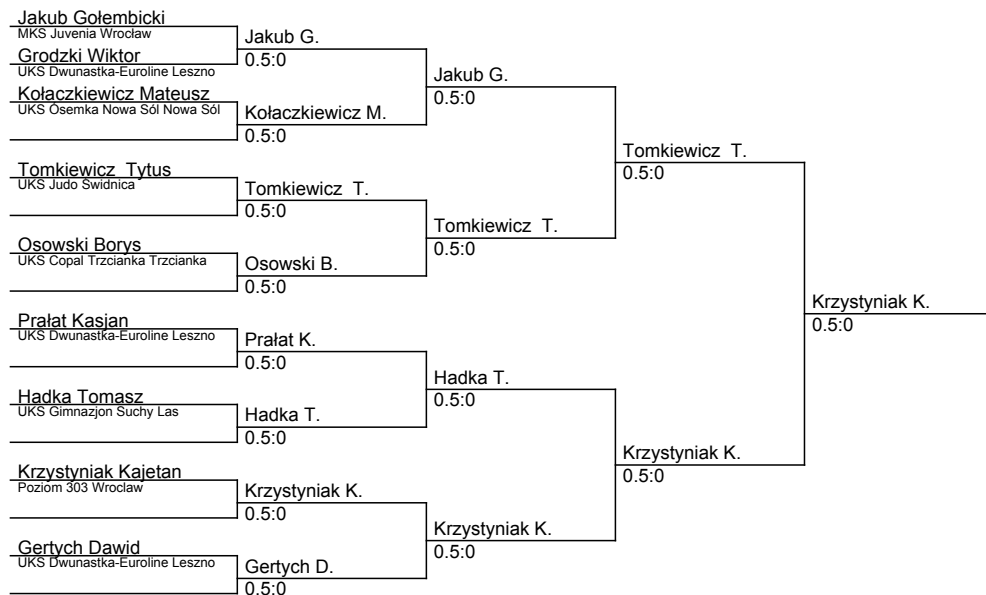 Jakub Gołembicki
MKS Juvenia Wrocław
Grodzki Wiktor
UKS Dwunastka-Euroline Leszno
Kołaczkiewicz Mateusz
UKS Ósemka Nowa Sól Nowa Sól
Tomkiewicz  Tytus
UKS Judo Świdnica
Osowski Borys
UKS Copal Trzcianka Trzcianka
Prałat Kasjan
UKS Dwunastka-Euroline Leszno
Hadka Tomasz
UKS Gimnazjon Suchy Las
Krzystyniak Kajetan
Poziom 303 Wroclaw
Gertych Dawid
UKS Dwunastka-Euroline Leszno
Jakub G.
0.5:0
Kołaczkiewicz M.
0.5:0
Tomkiewicz  T.
0.5:0
Osowski B.
0.5:0
Prałat K.
0.5:0
Hadka T.
0.5:0
Krzystyniak K.
0.5:0
Gertych D.
0.5:0
Jakub G.
0.5:0
Tomkiewicz  T.
0.5:0
Hadka T.
0.5:0
Krzystyniak K.
0.5:0
Tomkiewicz  T.
0.5:0
Krzystyniak K.
0.5:0
Krzystyniak K.
0.5:0